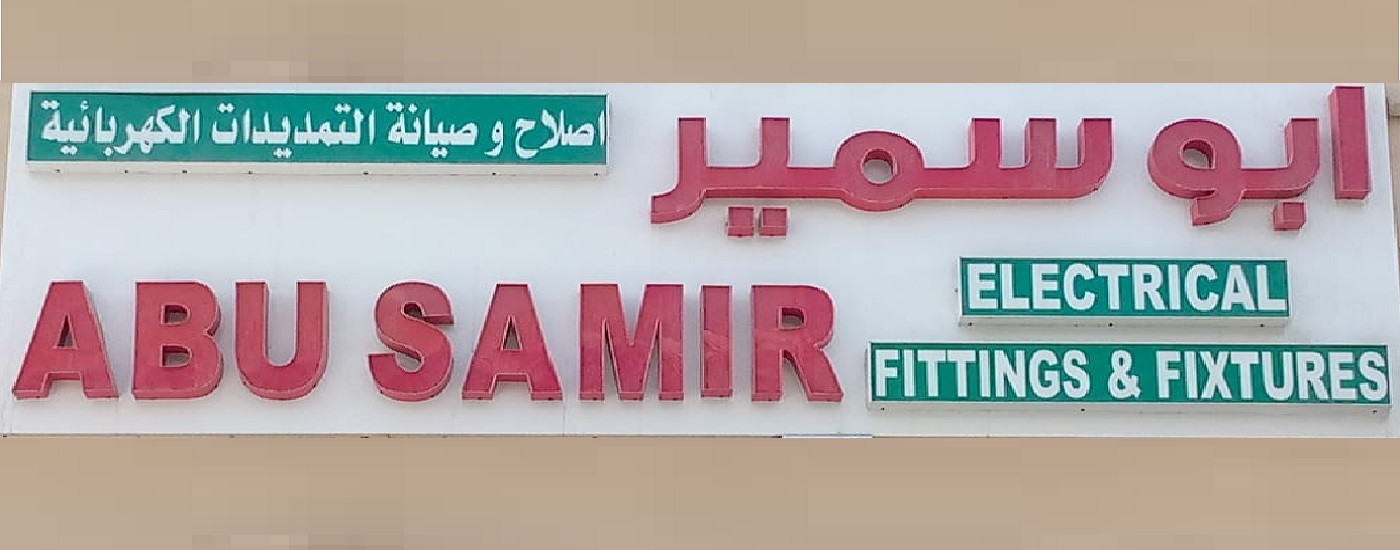 ابو سمير
اصلاح و صيانة التمديدات الكهربائية
ABU SAMIR
ELECTRICAL
FITTINGS & FIXTURES